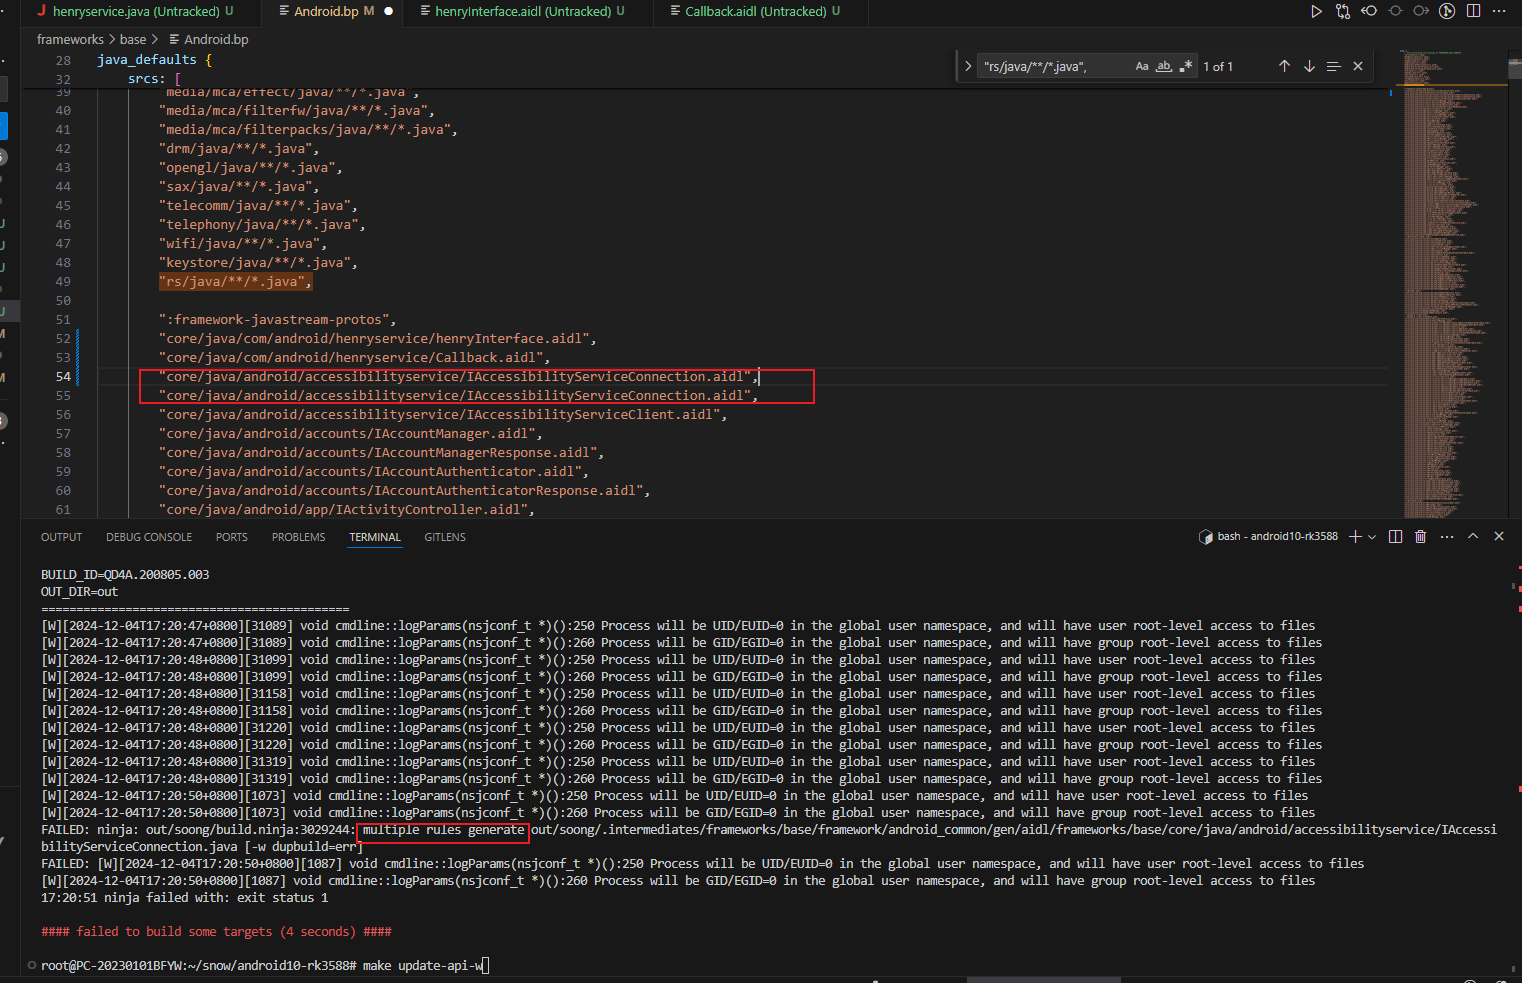 henryservice.java (Untracked) U
Android.bp M
henryInterface.aidl (Untracked) U
Callback.aidl (Untracked) U
frameworks > base > Android.bp
28 java_defaults {
32 srcs: [
"rs/java/**/*.java",
Aa ab
1 of 1
39 "media/mca/effect/java/**/*.java",
40 "media/mca/filterfw/java/**/*.java",
41 "media/mca/filterpacks/java/**/*.java",
42 "drm/java/**/*.java",
43 "opengl/java/**/*.java",
44 "sax/java/**/*.java",
45 "telecomm/java/**/*.java",
46 "telephony/java/**/*.java",
47 "wifi/java/**/*.java",
48 "keystore/java/**/*.java",
49 "rs/java/**/*.java",
50
51 ":framework-javastream-protos",
52 "core/java/com/android/henryservice/henryInterface.aidl",
53 "core/java/com/android/henryservice/Callback.aidl",
54 "core/java/android/accessibilityservice/IAccessibilityServiceConnection.aidl",
55 "core/java/android/accessibilityservice/IAccessibilityServiceConnection.aidl",
56 "core/java/android/accessibilityservice/IAccessibilityServiceClient.aidl",
57 "core/java/android/accounts/IAccountManager.aidl",
58 "core/java/android/accounts/IAccountManagerResponse.aidl",
59 "core/java/android/accounts/IAccountAuthenticator.aidl",
60 "core/java/android/accounts/IAccountAuthenticatorResponse.aidl",
61 "core/java/android/app/IActivityController.aidl",
OUTPUT DEBUG CONSOLE PORTS PROBLEMS TERMINAL GITLENS
bash - android10-rk3588
BUILD_ID=QD4A.200805.003
OUT_DIR=out
============================================
[W][2024-12-04T17:20:47+0800][31089] void cmdline::logParams(nsjconf_t *)():250 Process will be UID/EUID=0 in the global user namespace, and will have user root-level access to files
[W][2024-12-04T17:20:47+0800][31089] void cmdline::logParams(nsjconf_t *)():260 Process will be GID/EGID=0 in the global user namespace, and will have group root-level access to files
[W][2024-12-04T17:20:48+0800][31099] void cmdline::logParams(nsjconf_t *)():250 Process will be UID/EUID=0 in the global user namespace, and will have user root-level access to files
[W][2024-12-04T17:20:48+0800][31099] void cmdline::logParams(nsjconf_t *)():260 Process will be GID/EGID=0 in the global user namespace, and will have group root-level access to files
[W][2024-12-04T17:20:48+0800][31158] void cmdline::logParams(nsjconf_t *)():250 Process will be UID/EUID=0 in the global user namespace, and will have user root-level access to files
[W][2024-12-04T17:20:48+0800][31158] void cmdline::logParams(nsjconf_t *)():260 Process will be GID/EGID=0 in the global user namespace, and will have group root-level access to files
[W][2024-12-04T17:20:48+0800][31220] void cmdline::logParams(nsjconf_t *)():250 Process will be UID/EUID=0 in the global user namespace, and will have user root-level access to files
[W][2024-12-04T17:20:48+0800][31220] void cmdline::logParams(nsjconf_t *)():260 Process will be GID/EGID=0 in the global user namespace, and will have group root-level access to files
[W][2024-12-04T17:20:48+0800][31319] void cmdline::logParams(nsjconf_t *)():250 Process will be UID/EUID=0 in the global user namespace, and will have user root-level access to files
[W][2024-12-04T17:20:48+0800][31319] void cmdline::logParams(nsjconf_t *)():260 Process will be GID/EGID=0 in the global user namespace, and will have group root-level access to files
[W][2024-12-04T17:20:50+0800][1073] void cmdline::logParams(nsjconf_t *)():250 Process will be UID/EUID=0 in the global user namespace, and will have user root-level access to files
[W][2024-12-04T17:20:50+0800][1073] void cmdline::logParams(nsjconf_t *)():260 Process will be GID/EGID=0 in the global user namespace, and will have group root-level access to files
FAILED: ninja: out/soong/build.ninja:3029244: multiple rules generate out/soong/.intermediates/frameworks/base/framework/android_common/gen/aidl/frameworks/base/core/java/android/accessibilityservice/IAccessi
bilityServiceConnection.java [-w dupbuild=err]
FAILED: [W][2024-12-04T17:20:50+0800][1087] void cmdline::logParams(nsjconf_t *)():250 Process will be UID/EUID=0 in the global user namespace, and will have user root-level access to files
[W][2024-12-04T17:20:50+0800][1087] void cmdline::logParams(nsjconf_t *)():260 Process will be GID/EGID=0 in the global user namespace, and will have group root-level access to files
17:20:51 ninja failed with: exit status 1
#### failed to build some targets (4 seconds) ####
root@PC-20230101BFYW:~/snow/android10-rk3588# make update-api-w